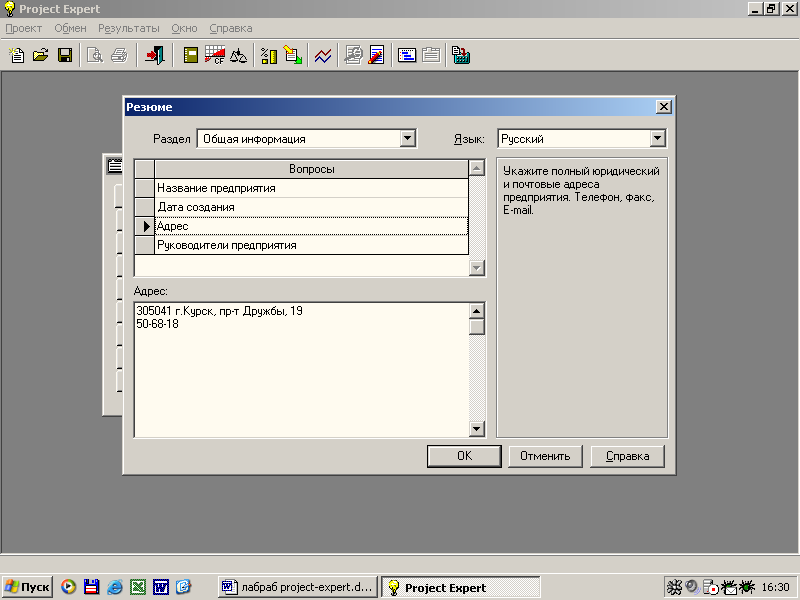 Project Expert
Проект Обмен Результаты Окно Справка
CF
Резюме
Раздел Общая информация Язык: Русский
Вопросы
Название предприятия
Дата создания
Адрес
Руководители предприятия
Укажите полный юридический
и почтовые адреса
предприятия. Телефон, факс,
E-mail.
Адрес:
305041 г.Курск, пр-т Дружбы, 19
50-68-18
OK Отменить Справка
Пуск лабраб project-expert.d... Project Expert 16:30